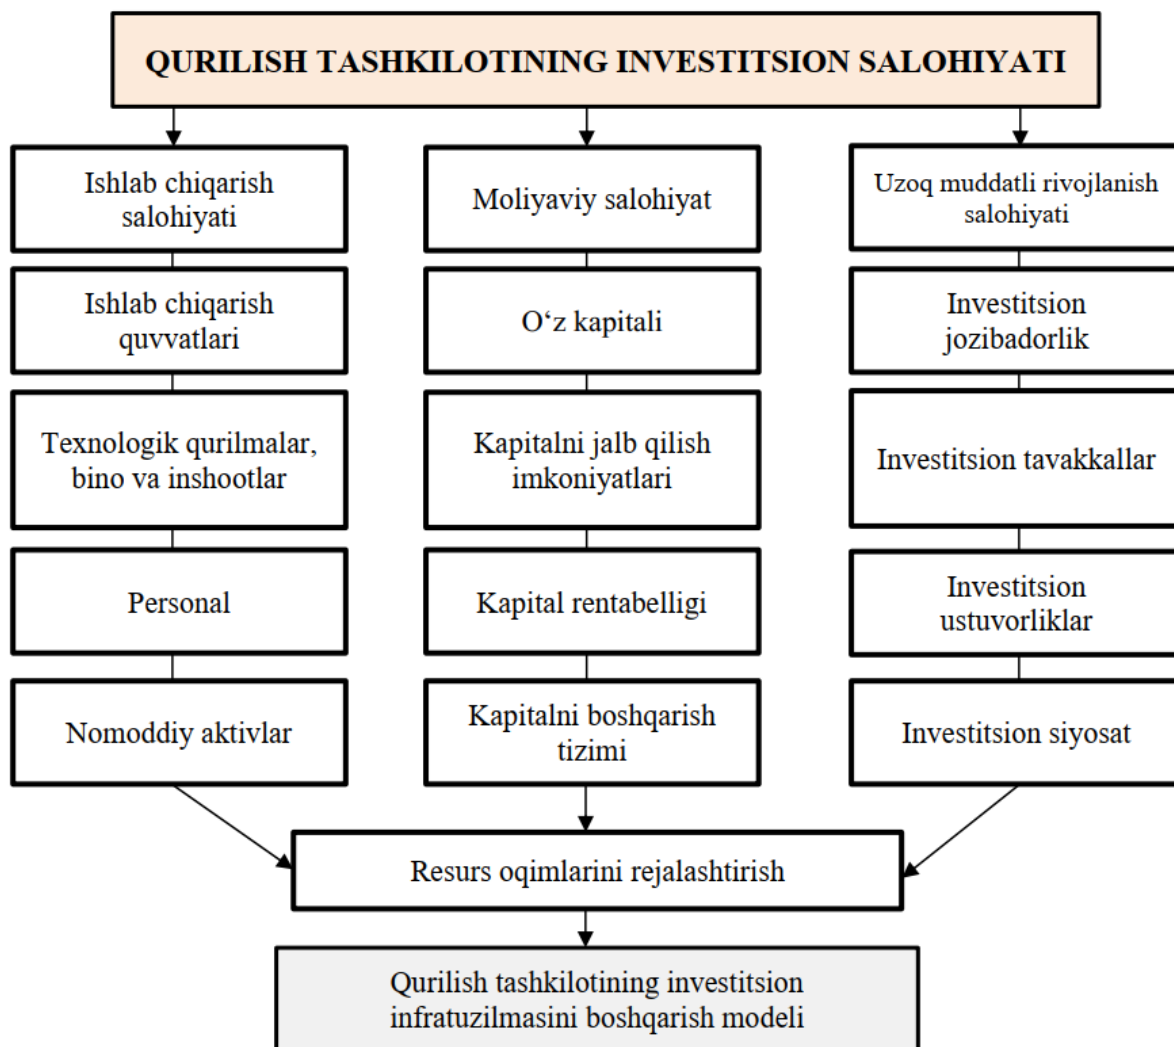 QURILISH TASHKILOTINING INVESTITSION SALOHIYATI
Ishlab chiqarish
salohiyati
Ishlab chiqarish
quvvatlari
Texnologik qurilmalar,
bino va inshootlar
Personal
Nomoddiy aktivlar
Moliyaviy salohiyat
O‘z kapitali
Kapitalni jalb qilish
imkoniyatlari
Kapital rentabelligi
Kapitalni boshqarish
tizimi
Uzoq muddatli rivojlanish
salohiyati
Investitsion
jozibadorlik
Investitsion tavakkallar
Investitsion
ustuvorliklar
Investitsion siyosat
Resurs oqimlarini rejalashtirish
Qurilish tashkilotining investitsion
infratuzilmasini boshqarish modeli